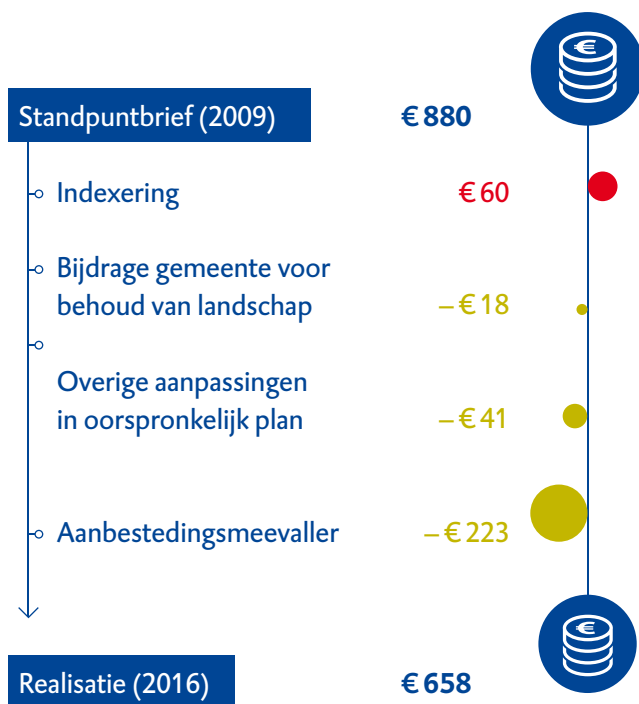 Standpuntbrief (2009) €880
Indexering €60
Bijdrage gemeente voor
behoud van landschap –€18
Overige aanpassingen
in oorspronkelijk plan –€41
Aanbestedingsmeevaller –€223
Realisatie (2016) €658